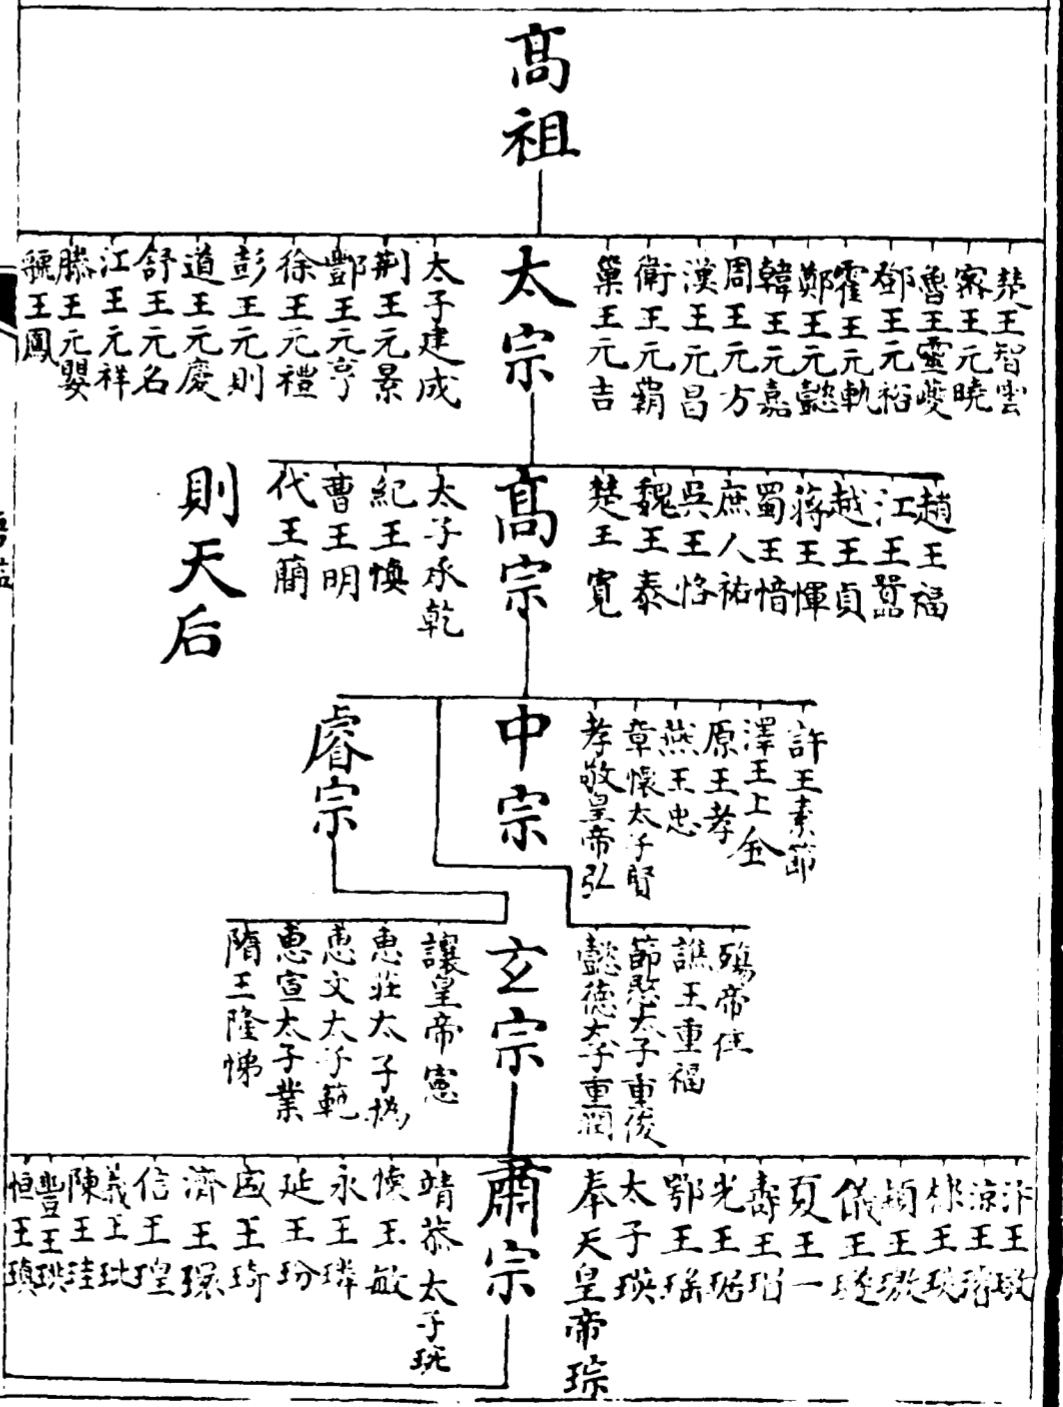 高祖
楚王智雲
密王元曉
魯王靈夔
鄧王元裕
霍王元軌
鄭王元懿
韓王元嘉
周王元方
漢王元昌
衛王元霸
巢王元吉
太宗
太子建成
荆王元景
酆王元亨
徐王元禮
彭王元則
道王元慶
舒王元名
江王元祥
滕王元嬰
虢王鳳
趙王福
江王囂
越王貞
蔣王惲
蜀王愔
庶人祐
吳王恪
魏王泰
楚王寬
高宗
太子承乾
紀王慎
曹王明
代王蕳
則天后
許王素節
澤王上金
原王孝
燕王忠
章懷太子賢
孝敬皇帝弘
中宗
睿宗
殤帝
譙王重福
節愍太子重俊
懿德太子重潤
玄宗
讓皇帝憲
惠莊太子撝
惠文太子範
惠宣太子業
隋王隆悌
汴王璥
涼王璿
王
王璬
儀王璲
夏王一
壽王瑁
光王琚
鄂王瑤
太子瑛
奉天皇帝琮
肅宗
靖恭太子琬
懷王敏
永王璘
延王玢
王琦
濟王環
信王瑝
義王玼
陳王珪
豐王珙
恒王瑱